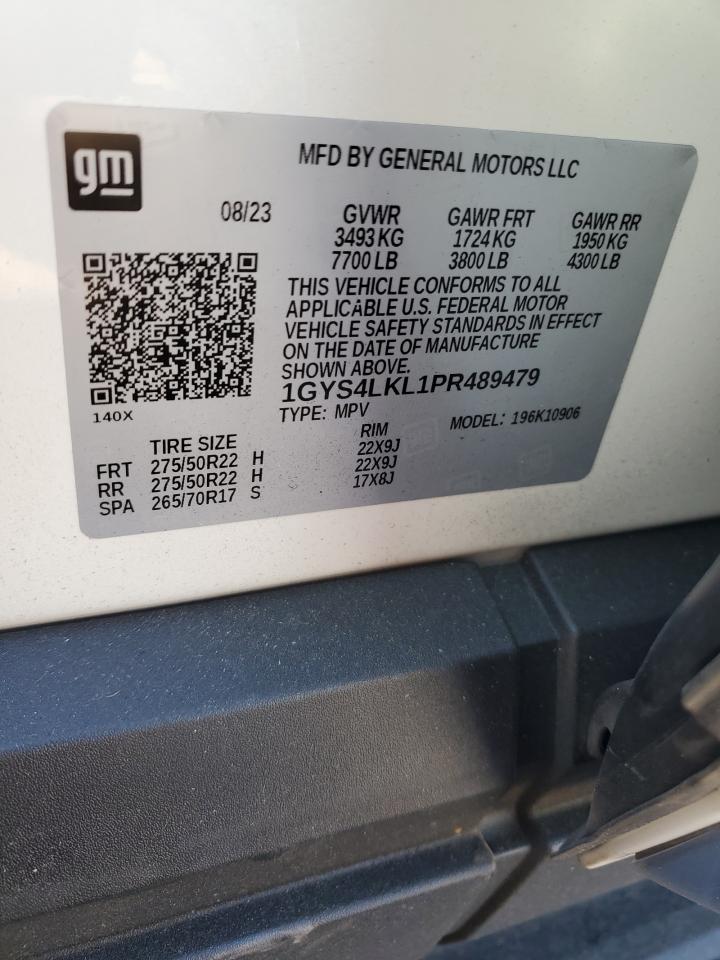 gm
MFD BY GENERAL MOTORS LLC
08/23 GVWR GAWR FRT GAWR RR
3493 KG 1724 KG 1950 KG
7700 LB 3800 LB 4300 LB
THIS VEHICLE CONFORMS TO ALL
APPLICABLE U.S. FEDERAL MOTOR
VEHICLE SAFETY STANDARDS IN EFFECT
ON THE DATE OF MANUFACTURE
SHOWN ABOVE.
1GYS4LKL1PR489479
140X TYPE: MPV MODEL: 196K10906
TIRE SIZE RIM
FRT 275/50R22 H 22X9J
RR 275/50R22 H 22X9J
SPA 265/70R17 S 17X8J